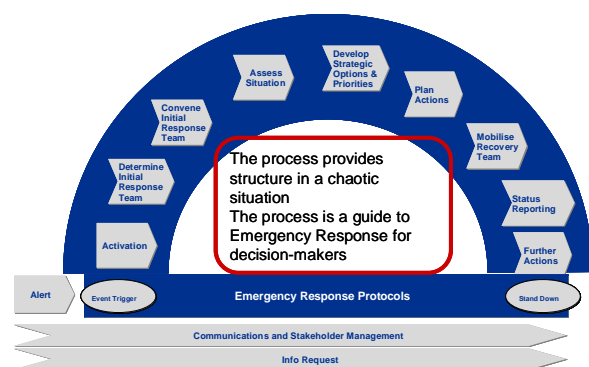 Develop
Strategic
Options &
Priorities
Assess
Situation
Plan
Actions
Convene
Initial
Response
Team
Mobilise
Recovery
Team
The process provides
structure in a chaotic
situation
The process is a guide to
Emergency Response for
decision-makers
Determine
Initial
Response
Team
Status
Reporting
Activation
Further
Actions
Alert
Event Trigger
Emergency Response Protocols
Stand Down
Communications and Stakeholder Management
Info Request